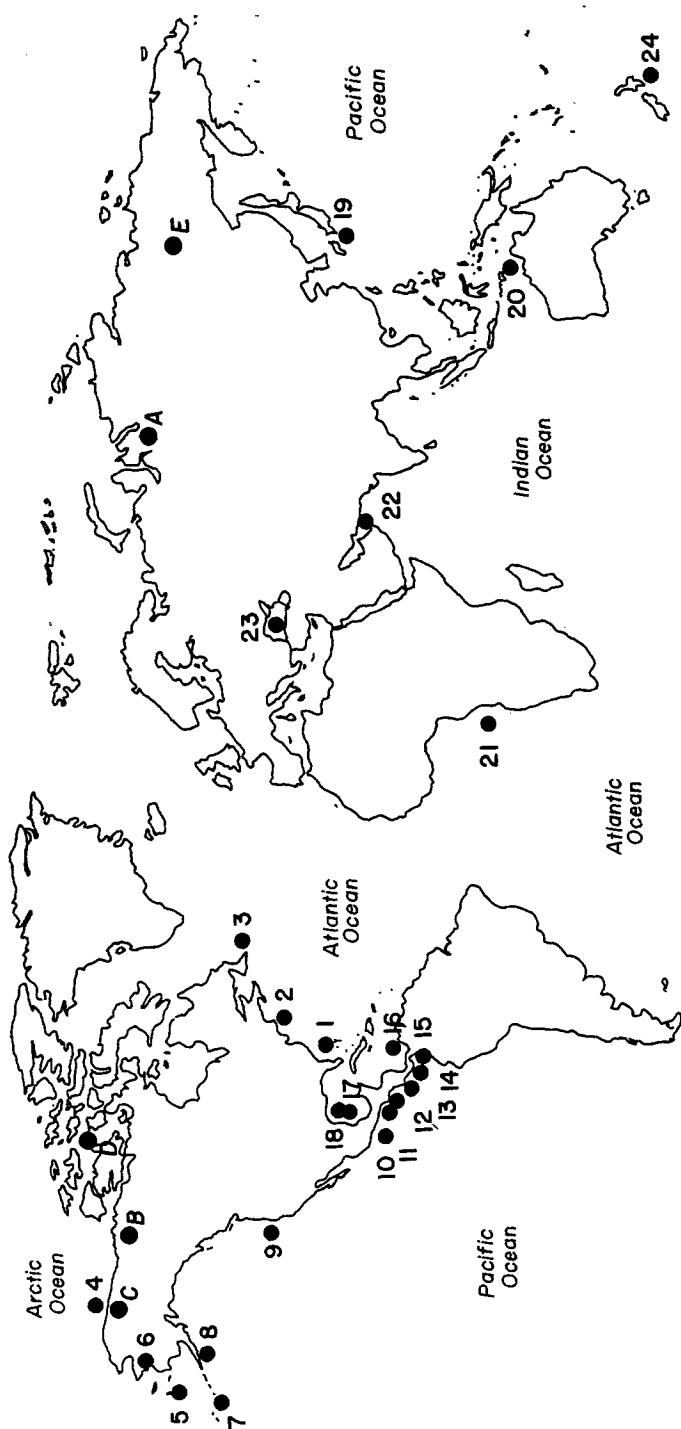 Arctic
Ocean
4
C
B
D
6
5
7
8
9
Pacific
Ocean
3
2
1
Atlantic
Ocean
18
17
16
10
11
12
13
14
15
Atlantic
Ocean
21
23
22
A
E
19
Pacific
Ocean
Indian
Ocean
20
24